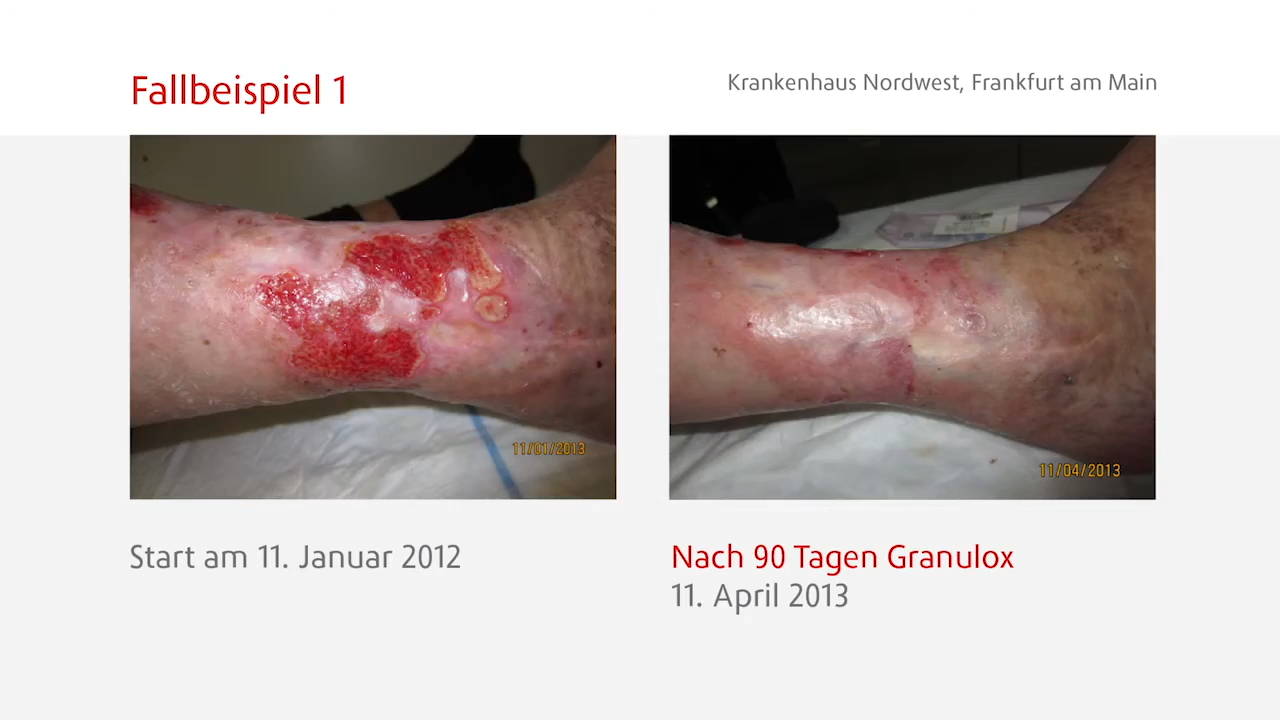 Fallbeispiel 1
Krankenhaus Nordwest, Frankfurt am Main
11/01/2013
11/04/2013
Start am 11. Januar 2012
Nach 90 Tagen Granulox
11. April 2013